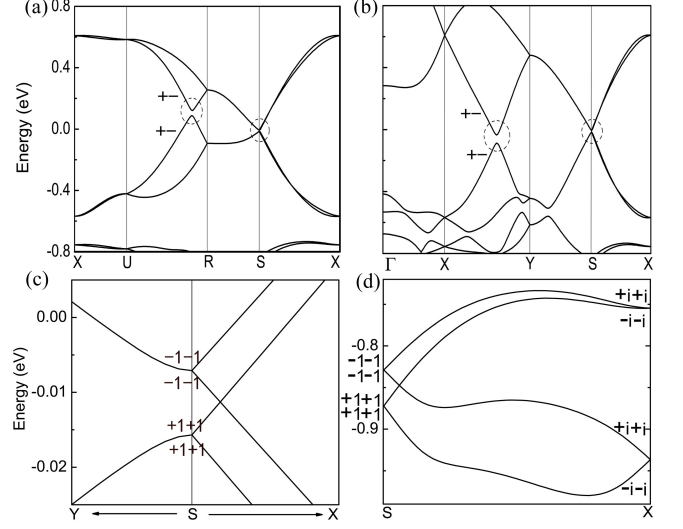 (a)
0.8
0.4
0.0
-0.4
-0.8
Energy (eV)
+−
+−
X U R S X
(b)
+−
+−
Γ X Y S X
(c)
0.00
-0.01
-0.02
Energy (eV)
−1−1
−1−1
+1+1
+1+1
Y S X
(d)
-0.8
-0.9
−1−1
−1−1
+1+1
+1+1
+i+i
−i−i
+i+i
−i−i
S X